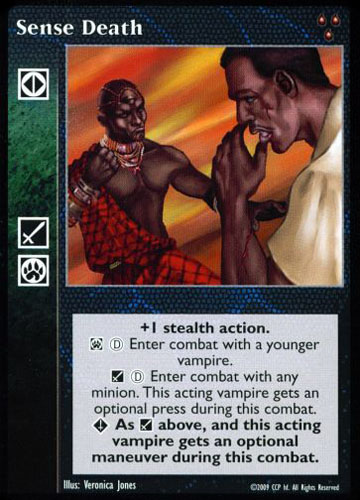 Sense Death
+1 stealth action.
D Enter combat with a younger
vampire.
D Enter combat with any
minion. This acting vampire gets an
optional press during this combat.
As above, and this acting
vampire gets an optional
maneuver during this combat.
Illus: Veronica Jones
©2009 CCP hf. All Rights Reserved